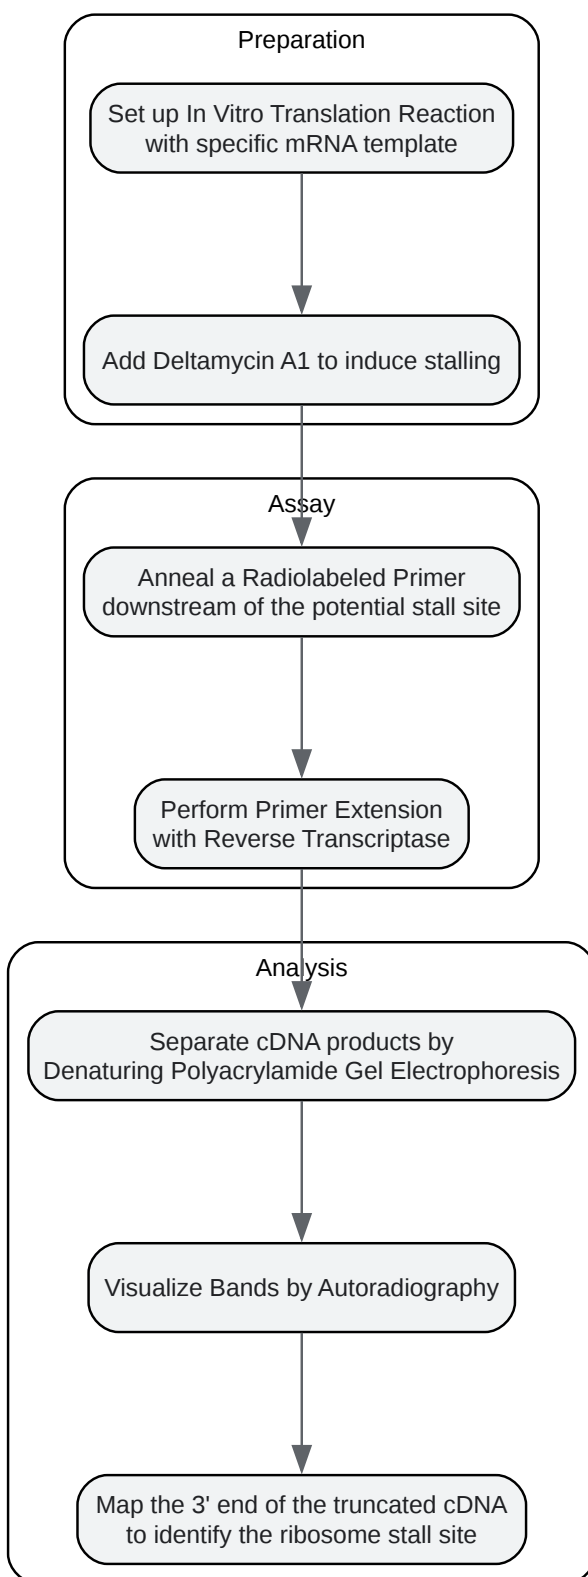 Preparation
Set up In Vitro Translation Reaction
with specific mRNA template
Add Deltamycin A1 to induce stalling
Assay
Anneal a Radiolabeled Primer
downstream of the potential stall site
Perform Primer Extension
with Reverse Transcriptase
Analysis
Separate cDNA products by
Denaturing Polyacrylamide Gel Electrophoresis
Visualize Bands by Autoradiography
Map the 3' end of the truncated cDNA
to identify the ribosome stall site